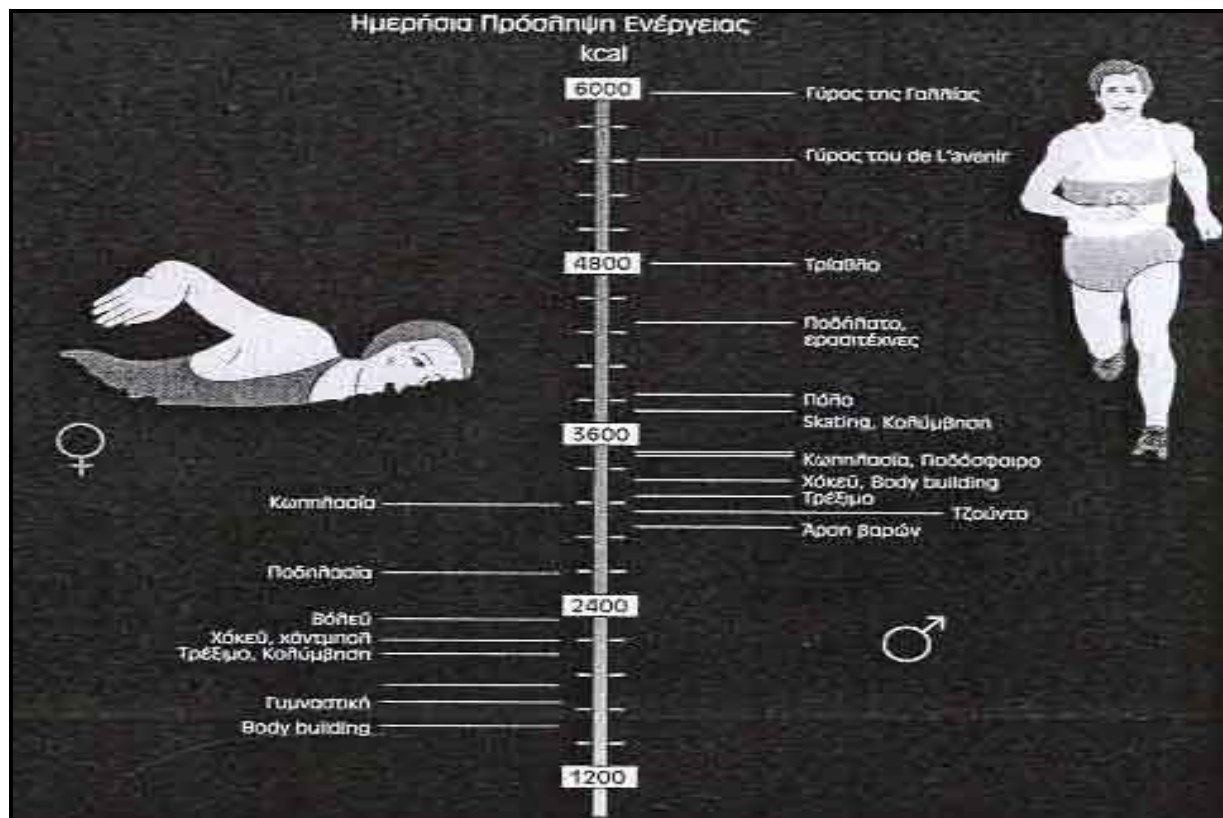 Ημερήσια Πρόσληψη Ενέργειας
kcal
6000
Γύρος της Γαλλίας
Γύρος του de L'avenir
4800
Τρίαθλο
Ποδήλατο,
ερασιτέχνες
Πόλο
Skating, Κολύμβηση
3600
Κωπηλασία, Ποδόσφαιρο
Χόκεϋ, Body building
Τρέξιμο
Κωπηλασία
Τζούντο
Άρση βαρών
Ποδηλασία
2400
Βόλεϋ
Χόκεϋ, χάντμπολ
Τρέξιμο, Κολύμβηση
Γυμναστική
Body building
1200